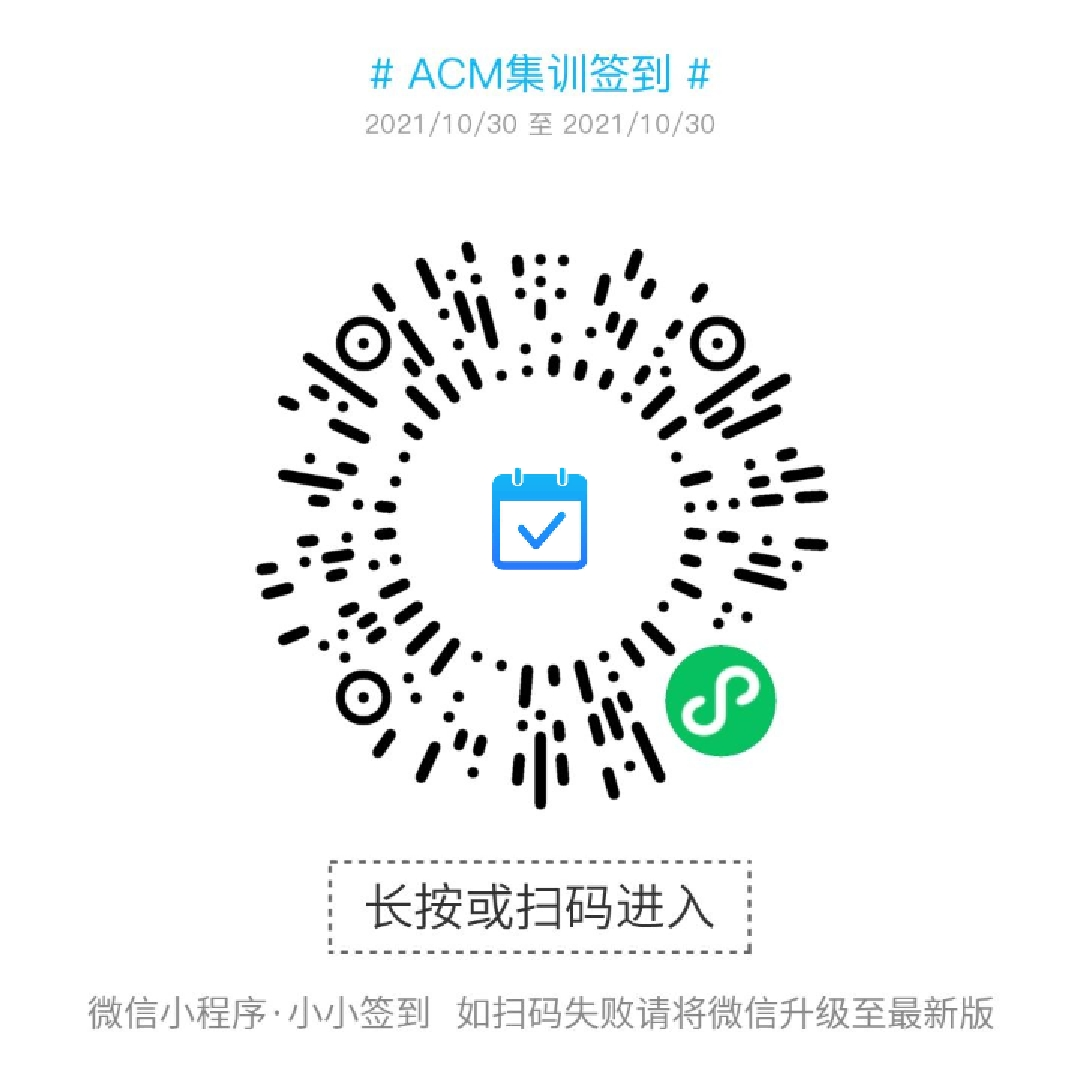 # ACM集训签到 #
2021/10/30 至 2021/10/30
长按或扫码进入
微信小程序·小小签到 如扫码失败请将微信升级至最新版